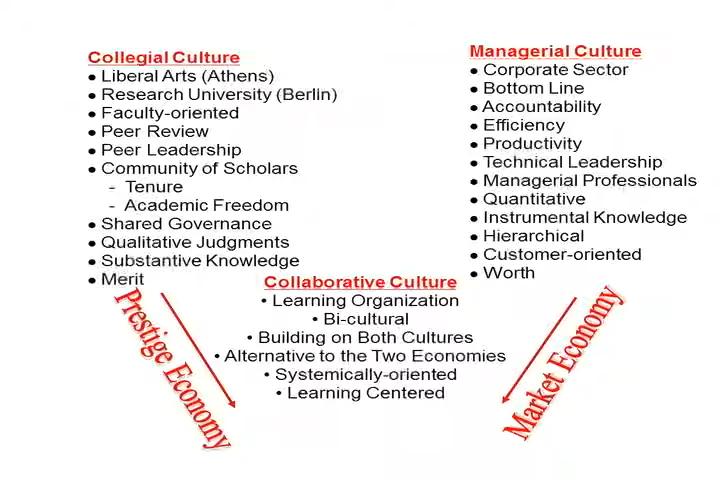 Collegial Culture
• Liberal Arts (Athens)
• Research University (Berlin)
• Faculty-oriented
• Peer Review
• Peer Leadership
• Community of Scholars
- Tenure
- Academic Freedom
• Shared Governance
• Qualitative Judgments
• Substantive Knowledge
• Merit
Prestige Economy
Managerial Culture
• Corporate Sector
• Bottom Line
• Accountability
• Efficiency
• Productivity
• Technical Leadership
• Managerial Professionals
• Quantitative
• Instrumental Knowledge
• Hierarchical
• Customer-oriented
• Worth
Market Economy
Collaborative Culture
• Learning Organization
• Bi-cultural
• Building on Both Cultures
• Alternative to the Two Economies
• Systemically-oriented
• Learning Centered